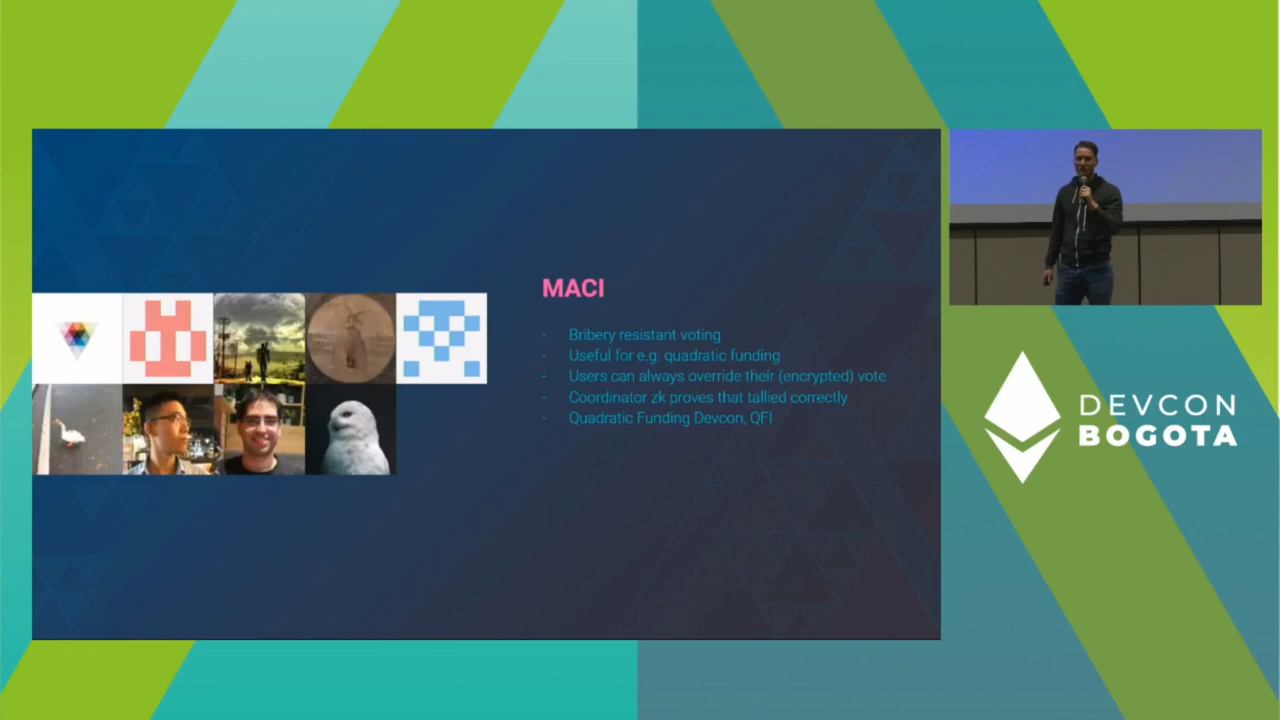 MACI
- Bribery resistant voting
- Useful for e.g. quadratic funding
- Users can always override their (encrypted) vote
- Coordinator zk proves that tallied correctly
- Quadratic Funding Devcon, QFI
DEVCON
BOGOTA